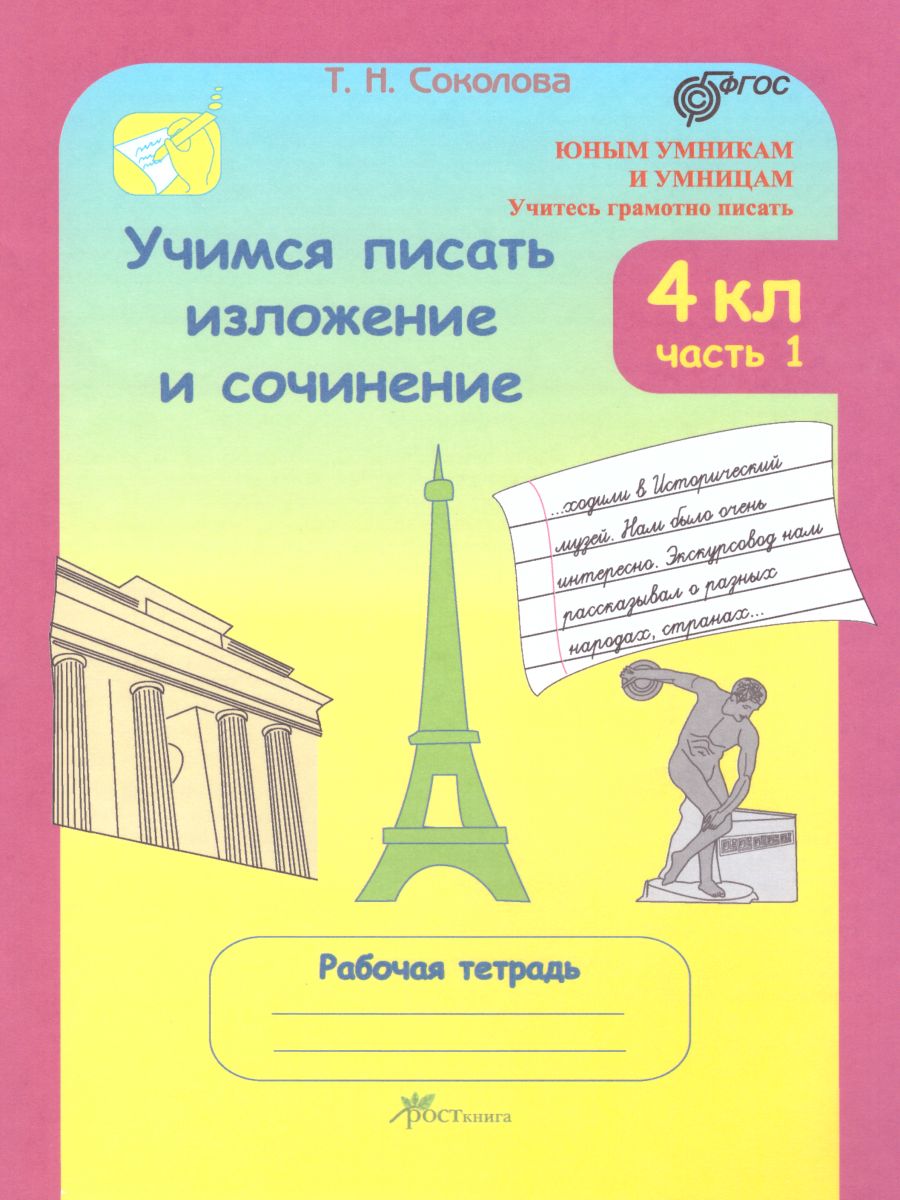 Т. Н. Соколова
ФГОС
ЮНЫМ УМНИКАМ
И УМНИЦАМ
Учитесь грамотно писать
Учимся писать
изложение
и сочинение
4 кл
часть 1
...ходили в Исторический
музей. Нам было очень
интересно. Экскурсовод нам
рассказывал о разных
народах, странах...
Рабочая тетрадь
РОСТкнига